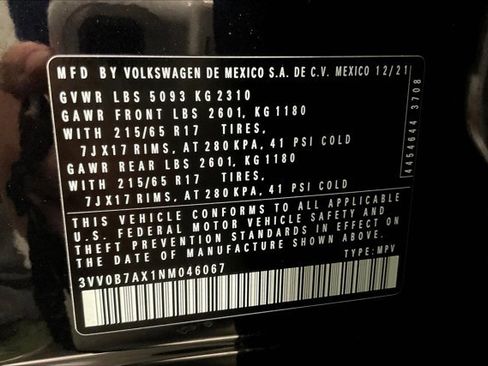 MFD BY VOLKSWAGEN DE MEXICO S.A. DE C.V. MEXICO 12/21
GVWR LBS 5093 KG 2310
GAWR FRONT LBS 2601, KG 1180
WITH 215/65 R17 TIRES,
7JX17 RIMS, AT 280 KPA, 41 PSI COLD
GAWR REAR LBS 2601, KG 1180
WITH 215/65 R17 TIRES,
7JX17 RIMS, AT 280 KPA, 41 PSI COLD
THIS VEHICLE CONFORMS TO ALL APPLICABLE
U.S. FEDERAL MOTOR VEHICLE SAFETY AND
THEFT PREVENTION STANDARDS IN EFFECT ON
THE DATE OF MANUFACTURE SHOWN ABOVE.
3VV0B7AX1NM046067 TYPE: MPV
4454644 3708